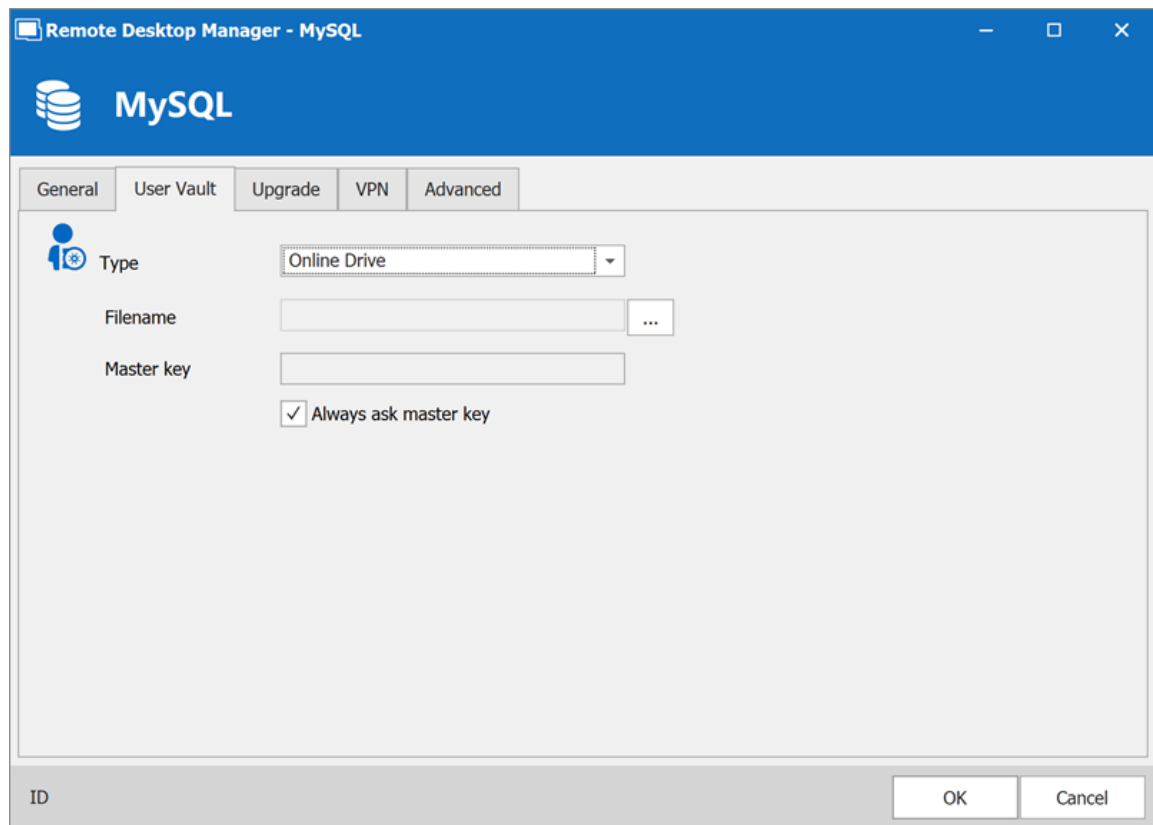 Remote Desktop Manager - MySQL
MySQL
General User Vault Upgrade VPN Advanced
Type Online Drive
Filename ...
Master key
Always ask master key
ID OK Cancel